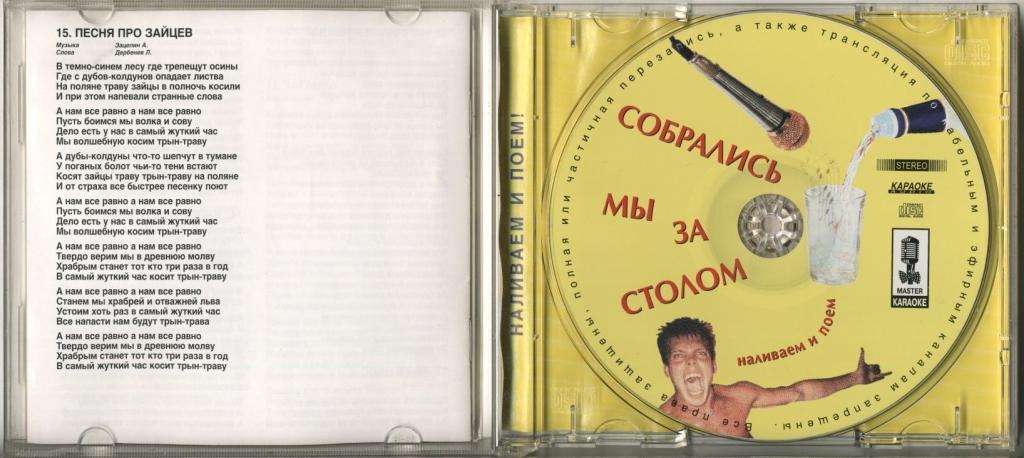 15. ПЕСНЯ ПРО ЗАЙЦЕВ
Музыка Зацепин А.
Слова Дербенев Л.
В темно-синем лесу где трепещут осины
Где с дубов-колдунов опадает листва
На поляне траву зайцы в полночь косили
И при этом напевали странные слова
А нам все равно а нам все равно
Пусть боимся мы волка и сову
Дело есть у нас в самый жуткий час
Мы волшебную косим трын-траву
А дубы-колдуны что-то шепчут в тумане
У поганых болот чьи-то тени встают
Косят зайцы траву трын-траву на поляне
И от страха все быстрее песенку поют
А нам все равно а нам все равно
Пусть боимся мы волка и сову
Дело есть у нас в самый жуткий час
Мы волшебную косим трын-траву
А нам все равно а нам все равно
Твердо верим мы в древнюю молву
Храбрым станет тот кто три раза в год
В самый жуткий час косит трын-траву
А нам все равно а нам все равно
Станем мы храбрей и отважней льва
Устоим хоть раз в самый жуткий час
Все напасти нам будут трын-трава
А нам все равно а нам все равно
Твердо верим мы в древнюю молву
Храбрым станет тот кто три раза в год
В самый жуткий час косит трын-траву
НАЛИВАЕМ И ПОЕМ!
СОБРАЛИСЬ
МЫ ЗА
СТОЛОМ
наливаем и поем
STEREO
КАРАОКЕ
disc
MASTER
KARAOKE
Все права защищены, полная или частичная перезапись, а также трансляция по кабельным и эфирным каналам запрещены.